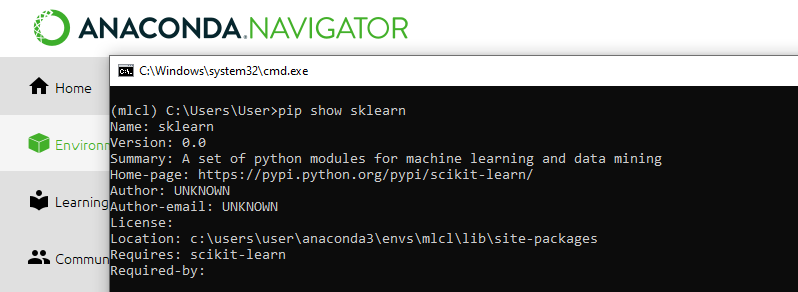 ANACONDA.NAVIGATOR
Home
Environm
Learning
Commun
C:\Windows\system32\cmd.exe
(mlcl) C:\Users\User>pip show sklearn
Name: sklearn
Version: 0.0
Summary: A set of python modules for machine learning and data mining
Home-page: https://pypi.python.org/pypi/scikit-learn/
Author: UNKNOWN
Author-email: UNKNOWN
License:
Location: c:\users\user\anaconda3\envs\mlcl\lib\site-packages
Requires: scikit-learn
Required-by: